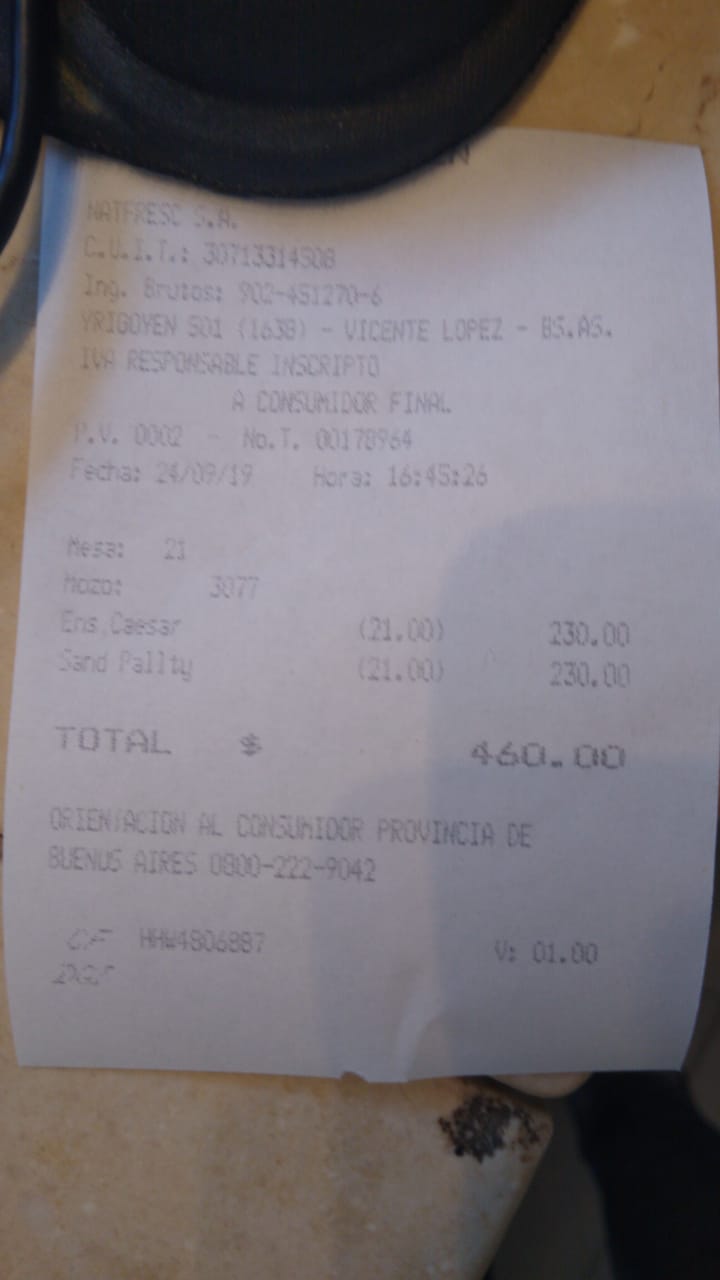 NATFRESC S.A.
C.U.I.T.: 30713314508
Ing. Brutos: 902-451270-6
YRIGOYEN 501 (1638) - VICENTE LOPEZ - BS.AS.
IVA RESPONSABLE INSCRIPTO
A CONSUMIDOR FINAL
P.V. 0002 - No.T. 00178964
Fecha: 24/09/19 Hora: 16:45:26
Mesa: 21
Mozo: 3077
Ens.Caesar (21.00) 230.00
Sand Pallty (21.00) 230.00
TOTAL $ 460.00
ORIENTACION AL CONSUMIDOR PROVINCIA DE
BUENOS AIRES 0800-222-9042
CF HHW4806887 V: 01.00
DGI